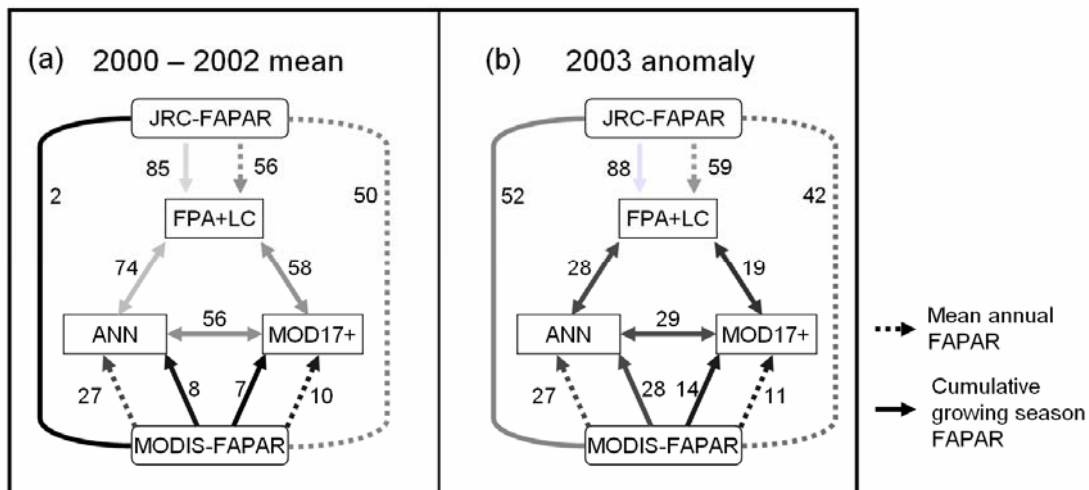 (a) 2000 – 2002 mean
JRC-FAPAR
85
56
2
50
FPA+LC
74
58
56
ANN
MOD17+
27
8
7
10
MODIS-FAPAR
(b) 2003 anomaly
JRC-FAPAR
88
59
52
42
FPA+LC
28
19
29
ANN
MOD17+
27
28
14
11
MODIS-FAPAR
Mean annual
FAPAR
Cumulative
growing season
FAPAR